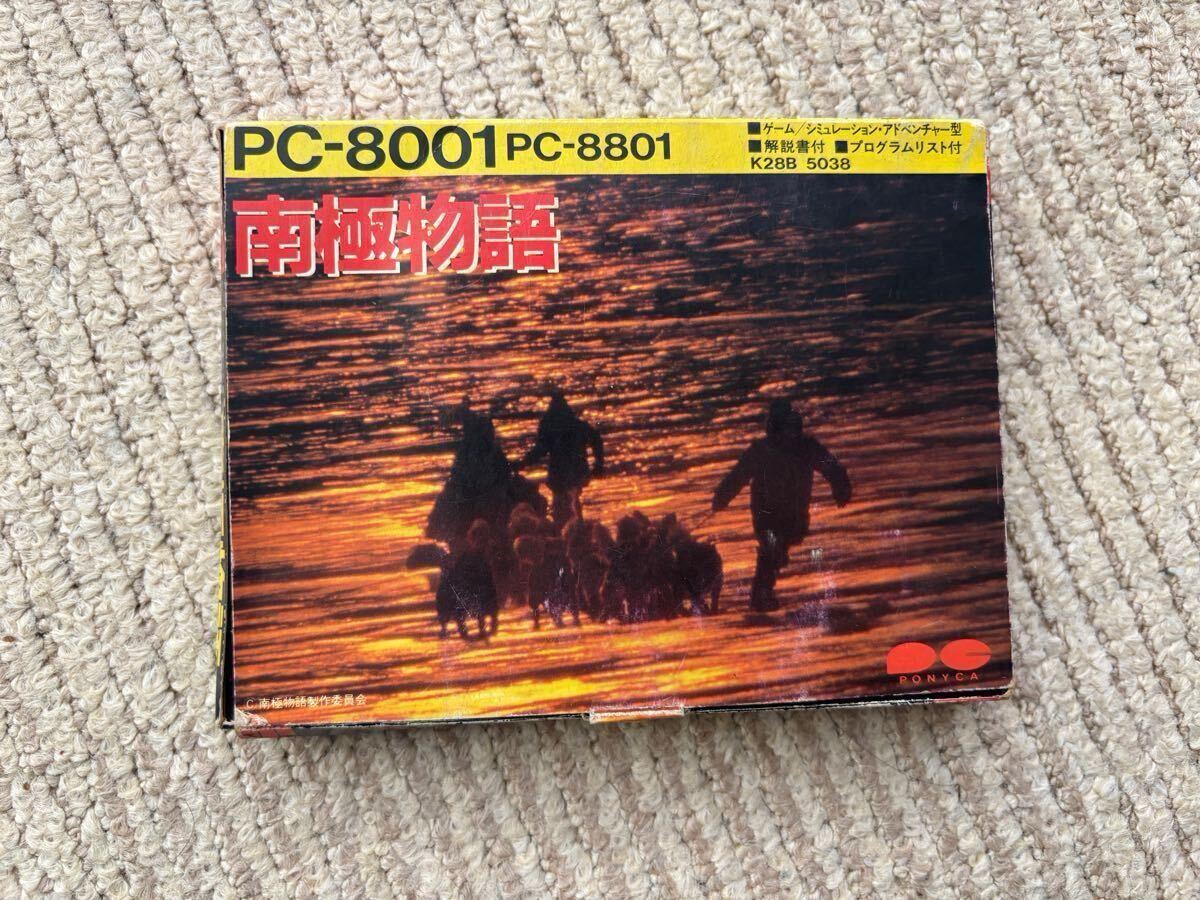 PC-8001 PC-8801
■ゲーム/シミュレーション・アドベンチャー型
■解説書付 ■プログラムリスト付
K28B 5038
南極物語
PONYCA
C 南極物語製作委員会